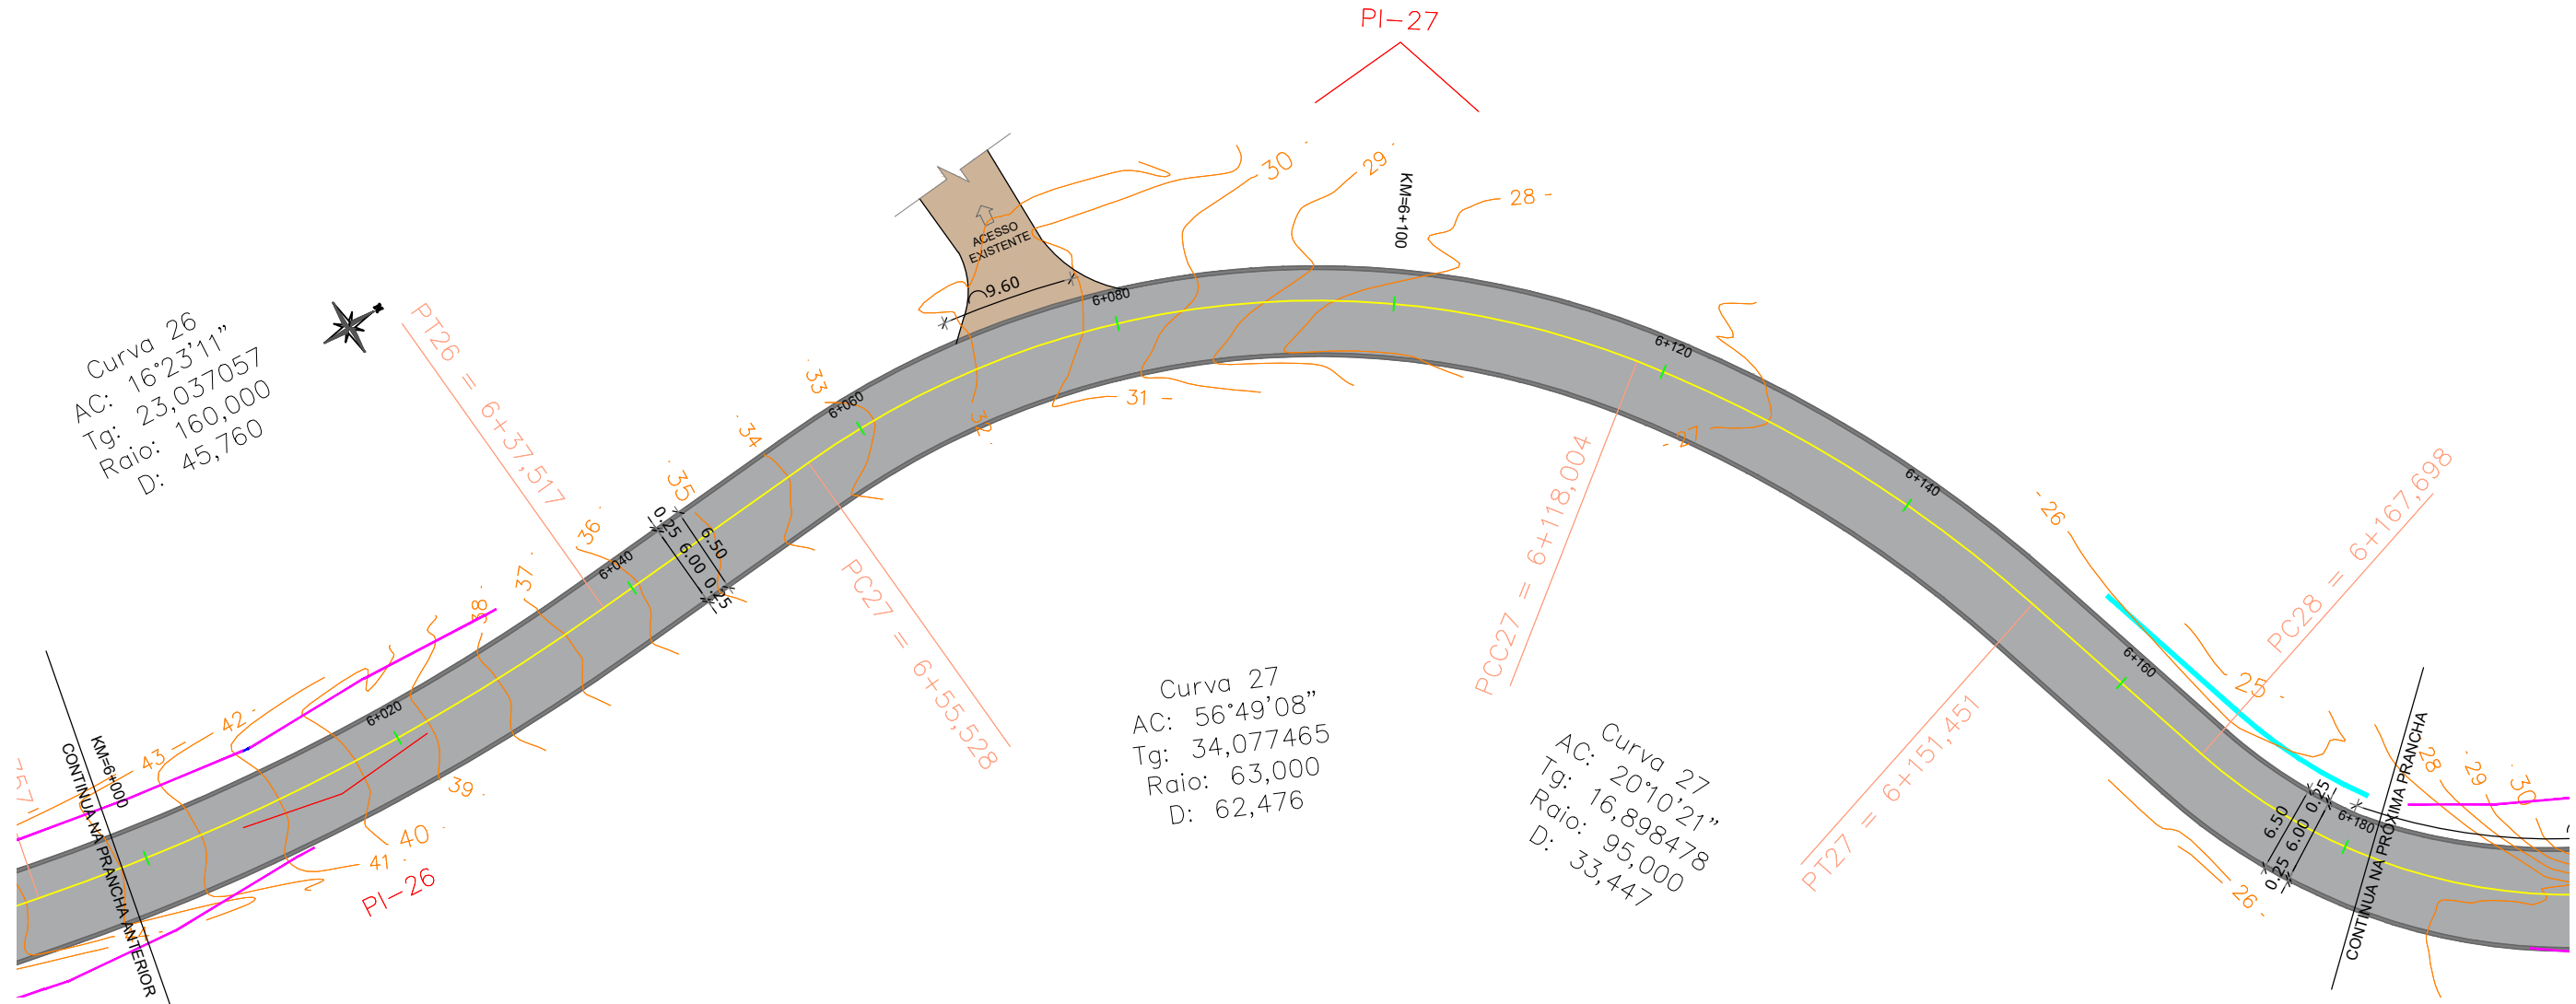 PI-27
Curva 26
AC: 16°23'11"
Tg: 23,037057
Raio: 160,000
D: 45,760
PT26 = 6+37,517
ACESSO
EXISTENTE
9.60
30
29
28
KM=6+100
6+080
6+060
6+120
6+140
33
34
35
36
37
38
32
31
27
26
6+040
0.25 6.00 0.25
6.50
PC27 = 6+55,528
PCC27 = 6+118,004
PT27 = 6+151,451
PC28 = 6+167,698
6+160
25
Curva 27
AC: 56°49'08"
Tg: 34,077465
Raio: 63,000
D: 62,476
Curva 27
AC: 20°10'21"
Tg: 16,898478
Raio: 95,000
D: 33,447
6+020
42
43
39
40
41
PI-26
KM=6+000
CONTINUA NA PRANCHA ANTERIOR
6.50
0.25 6.00 0.25
6+180
CONTINUA NA PRÓXIMA PRANCHA
28
29
30
26